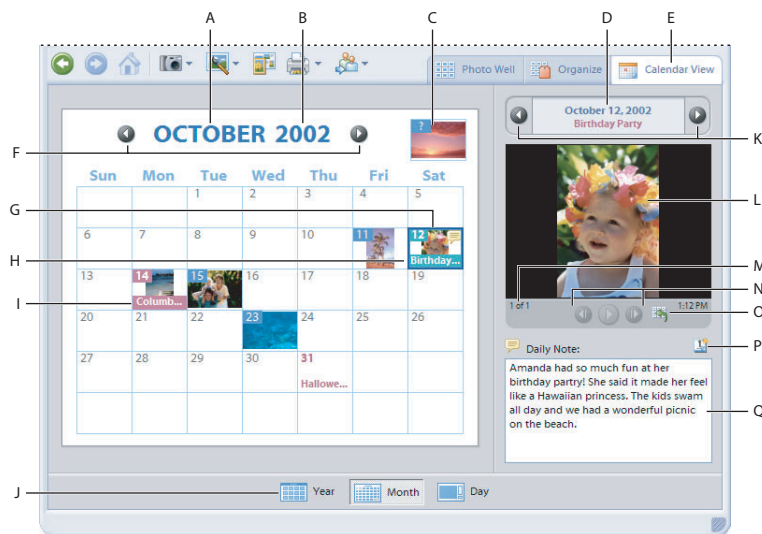 A
B
C
D
E
Photo Well
Organize
Calendar View
OCTOBER 2002
?
October 12, 2002
Birthday Party
F
K
Sun Mon Tue Wed Thu Fri Sat
1 2 3 4 5
G
L
6 7 8 9 10 11 12
H
Birthday...
13 14 15 16 17 18 19
I
Columb...
M
1 of 1
1:12 PM
N
O
20 21 22 23 24 25 26
Daily Note:
P
27 28 29 30 31
Hallowe...
Amanda had so much fun at her
birthday partry! She said it made her feel
like a Hawaiian princess. The kids swam
all day and we had a wonderful picnic
on the beach.
Q
J
Year
Month
Day